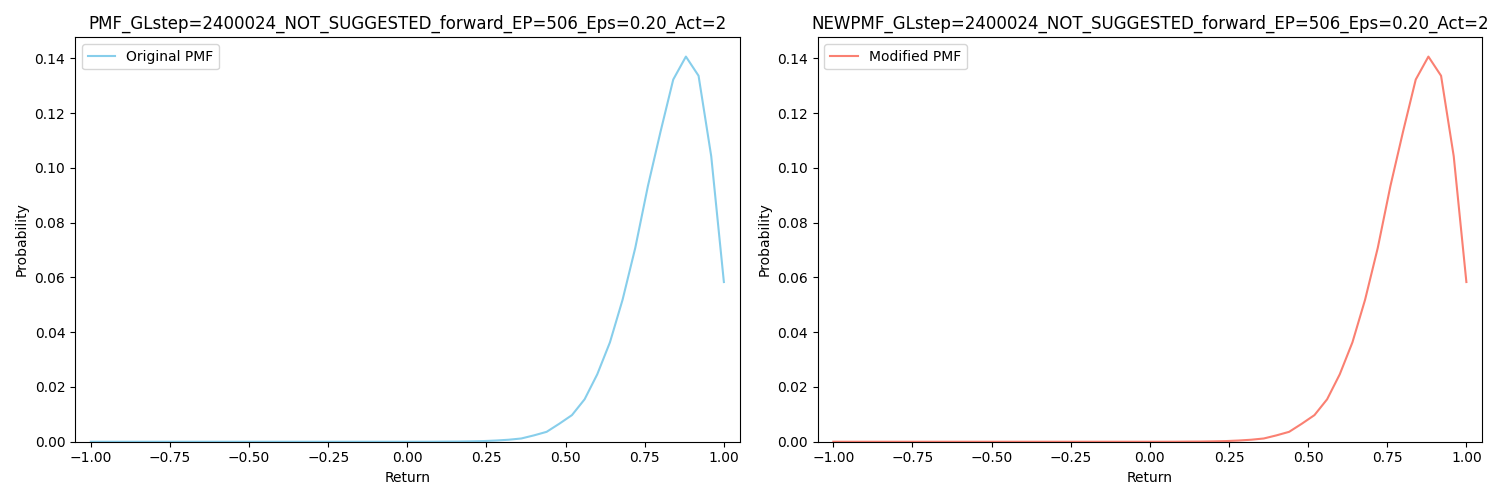 PMF_GLstep=2400024_NOT_SUGGESTED_forward_EP=506_Eps=0.20_Act=2
Original PMF
0.14
0.12
0.10
0.08
0.06
0.04
0.02
0.00
Probability
−1.00 −0.75 −0.50 −0.25 0.00 0.25 0.50 0.75 1.00
Return
NEWPMF_GLstep=2400024_NOT_SUGGESTED_forward_EP=506_Eps=0.20_Act=2
Modified PMF
0.14
0.12
0.10
0.08
0.06
0.04
0.02
0.00
Probability
−1.00 −0.75 −0.50 −0.25 0.00 0.25 0.50 0.75 1.00
Return